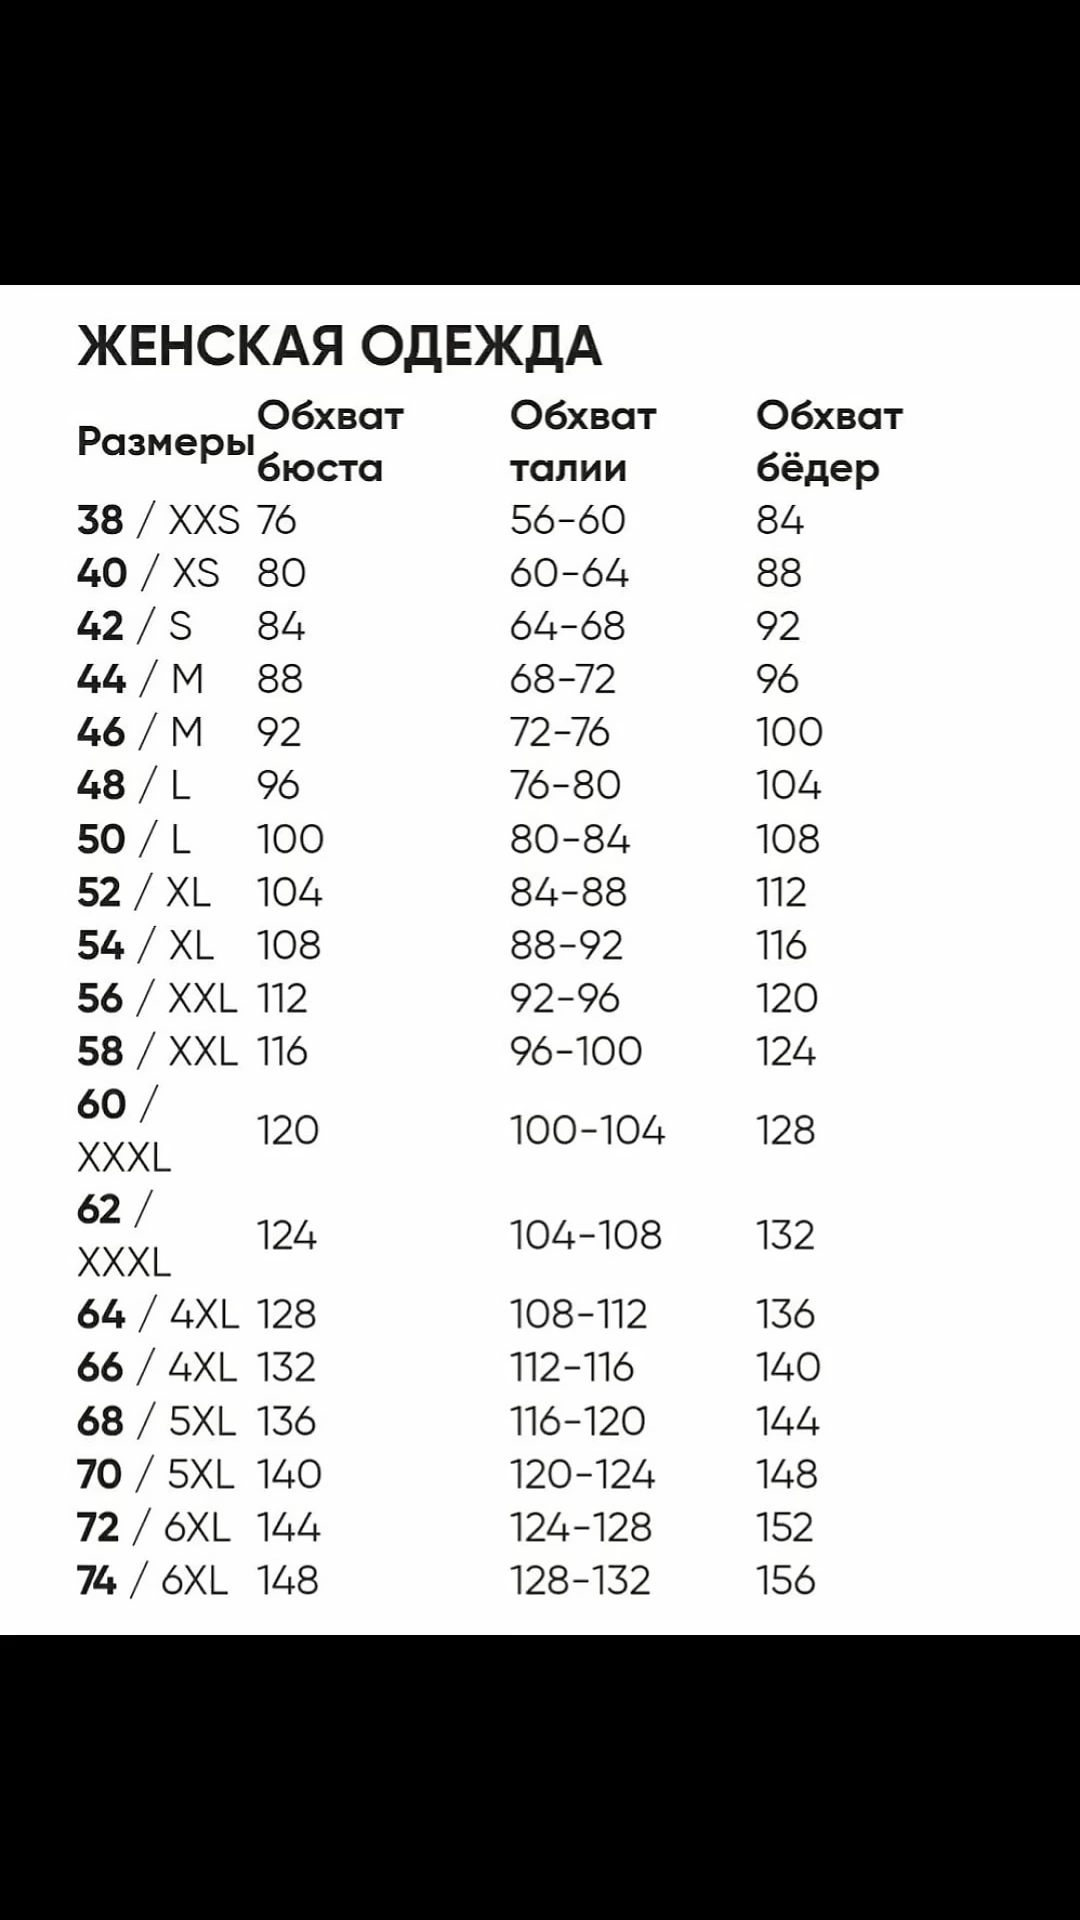 ЖЕНСКАЯ ОДЕЖДА
Размеры Обхват бюста Обхват талии Обхват бёдер
38 / XXS 76 56-60 84
40 / XS 80 60-64 88
42 / S 84 64-68 92
44 / M 88 68-72 96
46 / M 92 72-76 100
48 / L 96 76-80 104
50 / L 100 80-84 108
52 / XL 104 84-88 112
54 / XL 108 88-92 116
56 / XXL 112 92-96 120
58 / XXL 116 96-100 124
60 / XXXL 120 100-104 128
62 / XXXL 124 104-108 132
64 / 4XL 128 108-112 136
66 / 4XL 132 112-116 140
68 / 5XL 136 116-120 144
70 / 5XL 140 120-124 148
72 / 6XL 144 124-128 152
74 / 6XL 148 128-132 156